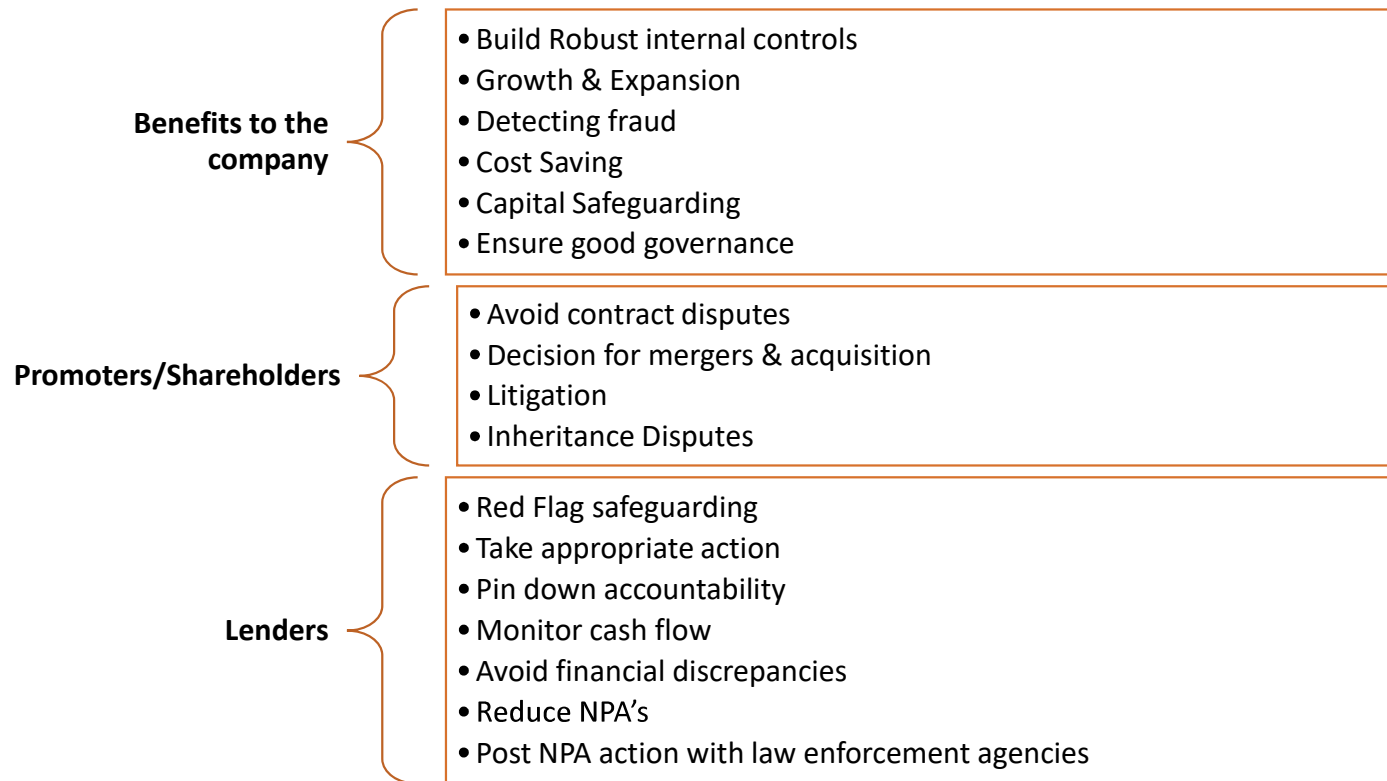 Benefits to the
company
• Build Robust internal controls
• Growth & Expansion
• Detecting fraud
• Cost Saving
• Capital Safeguarding
• Ensure good governance
Promoters/Shareholders
• Avoid contract disputes
• Decision for mergers & acquisition
• Litigation
• Inheritance Disputes
Lenders
• Red Flag safeguarding
• Take appropriate action
• Pin down accountability
• Monitor cash flow
• Avoid financial discrepancies
• Reduce NPA’s
• Post NPA action with law enforcement agencies